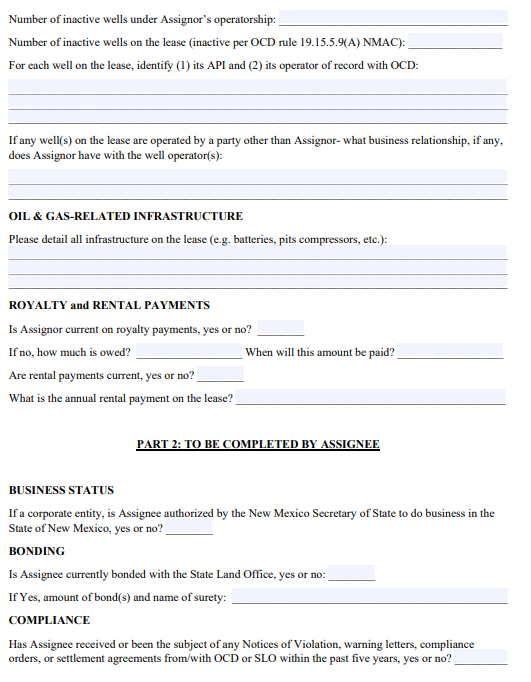 Number of inactive wells under Assignor's operatorship:
Number of inactive wells on the lease (inactive per OCD rule 19.15.5.9(A) NMAC):
For each well on the lease, identify (1) its API and (2) its operator of record with OCD:
If any well(s) on the lease are operated by a party other than Assignor- what business relationship, if any,
does Assignor have with the well operator(s):
OIL & GAS-RELATED INFRASTRUCTURE
Please detail all infrastructure on the lease (e.g. batteries, pits compressors, etc.):
ROYALTY and RENTAL PAYMENTS
Is Assignor current on royalty payments, yes or no?
If no, how much is owed? When will this amount be paid?
Are rental payments current, yes or no?
What is the annual rental payment on the lease?
PART 2: TO BE COMPLETED BY ASSIGNEE
BUSINESS STATUS
If a corporate entity, is Assignee authorized by the New Mexico Secretary of State to do business in the
State of New Mexico, yes or no?
BONDING
Is Assignee currently bonded with the State Land Office, yes or no:
If Yes, amount of bond(s) and name of surety:
COMPLIANCE
Has Assignee received or been the subject of any Notices of Violation, warning letters, compliance
orders, or settlement agreements from/with OCD or SLO within the past five years, yes or no?